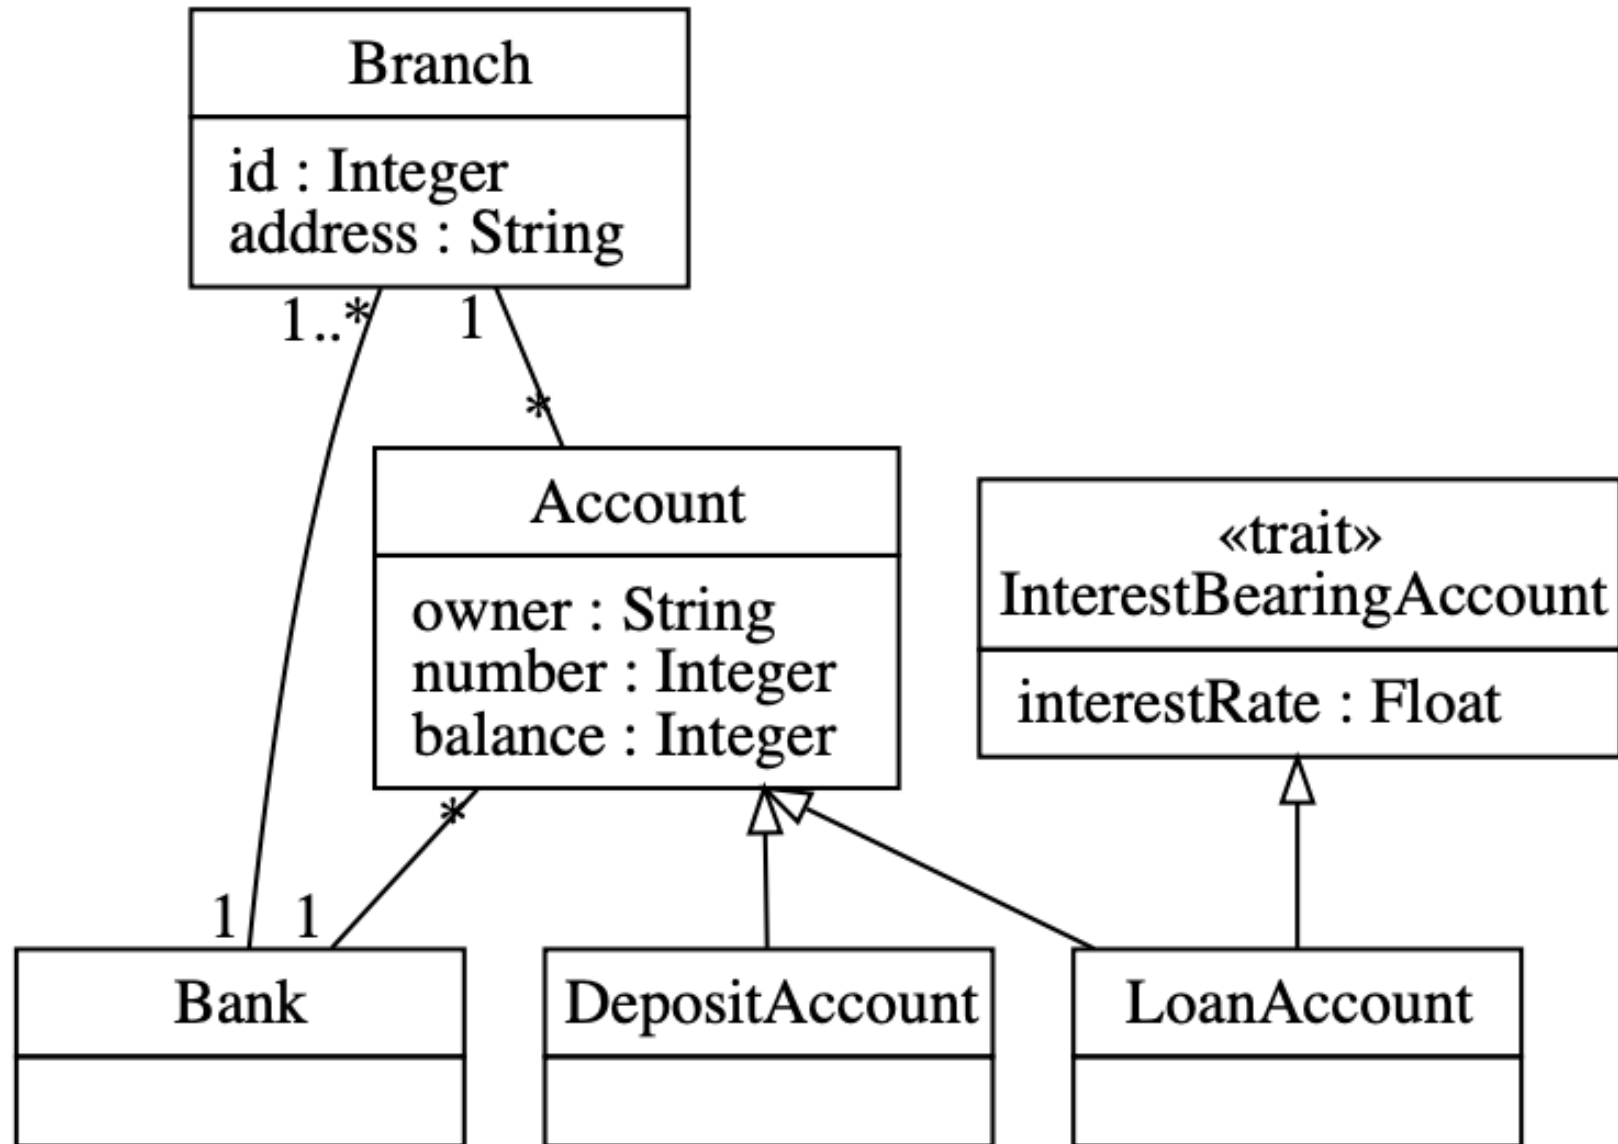 Branch
id : Integer
address : String
1..*
1
*
Account
owner : String
number : Integer
balance : Integer
«trait»
InterestBearingAccount
interestRate : Float
*
1
1
Bank
DepositAccount
LoanAccount